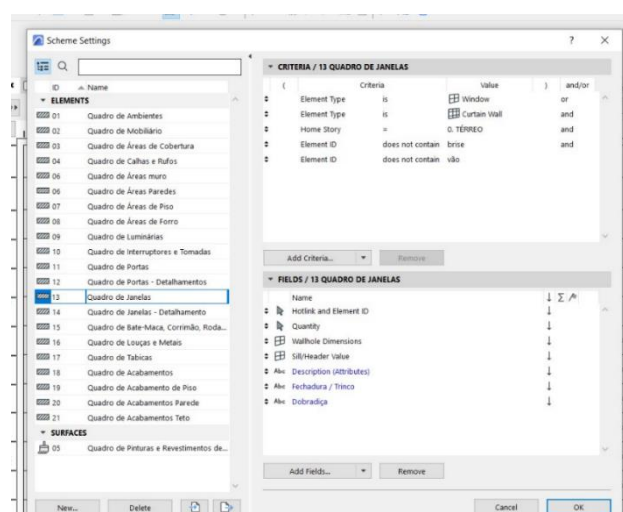 Scheme Settings
ID Name
ELEMENTS
01 Quadro de Ambientes
02 Quadro de Mobiliário
03 Quadro de Áreas de Cobertura
04 Quadro de Calhas e Rufos
06 Quadro de Áreas muro
06 Quadro de Áreas Paredes
07 Quadro de Áreas de Piso
08 Quadro de Áreas de Forro
09 Quadro de Luminárias
10 Quadro de Interruptores e Tomadas
11 Quadro de Portas
12 Quadro de Portas - Detalhamentos
13 Quadro de Janelas
14 Quadro de Janelas - Detalhamento
15 Quadro de Bate-Maca, Corrimão, Roda...
16 Quadro de Louças e Metais
17 Quadro de Tabicas
18 Quadro de Acabamentos
19 Quadro de Acabamento de Piso
20 Quadro de Acabamentos Parede
21 Quadro de Acabamentos Teto
SURFACES
05 Quadro de Pinturas e Revestimentos de...
New... Delete
CRITERIA / 13 QUADRO DE JANELAS
( Criteria Value ) and/or
Element Type is Window or
Element Type is Curtain Wall and
Home Story = 0. TÉRREO and
Element ID does not contain brise and
Element ID does not contain vão
Add Criteria... Remove
FIELDS / 13 QUADRO DE JANELAS
Name
Hotlink and Element ID
Quantity
Wallhole Dimensions
Sill/Header Value
Abc Description (Attributes)
Abc Fechadura / Trinco
Abc Dobradiça
Add Fields... Remove
Cancel OK